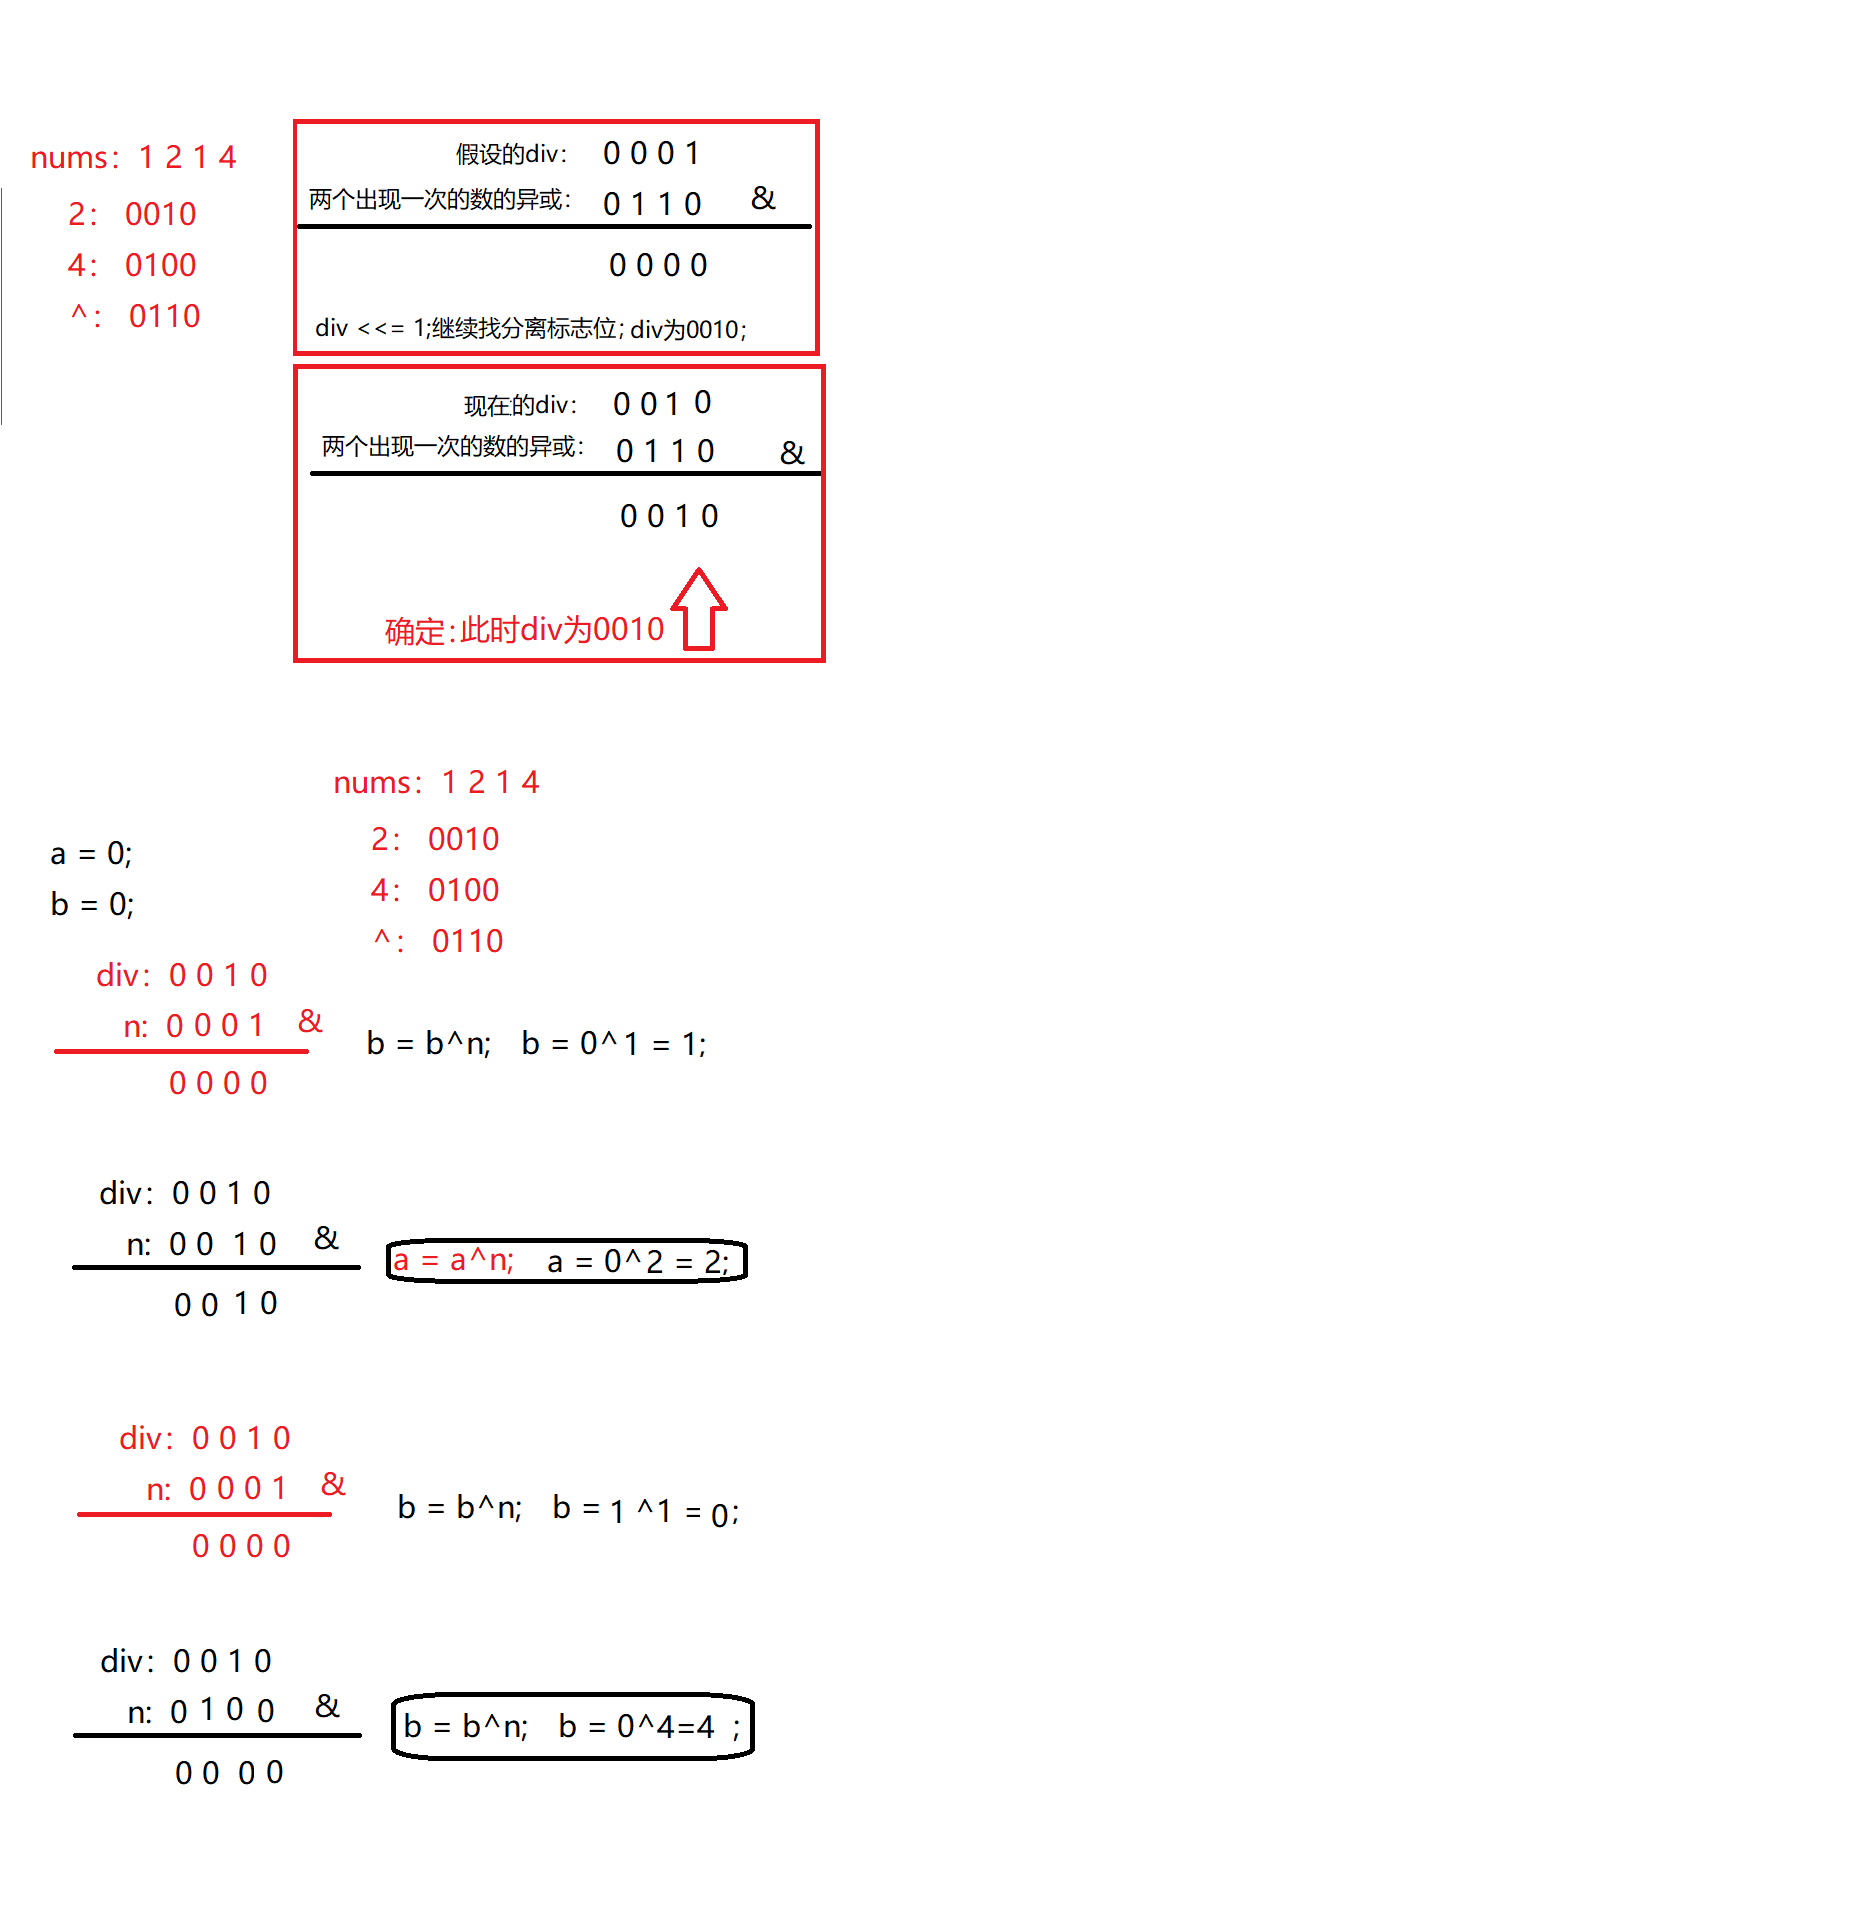 nums：1 2 1 4
2： 0010
4： 0100
^： 0110
假设的div： 0 0 0 1
两个出现一次的数的异或： 0 1 1 0 &
0 0 0 0
div <<= 1;继续找分离标志位；div为0010；
现在的div： 0 0 1 0
两个出现一次的数的异或： 0 1 1 0 &
0 0 1 0
确定：此时div为0010
nums：1 2 1 4
2： 0010
4： 0100
^： 0110
a = 0;
b = 0;
div：0 0 1 0
n: 0 0 0 1 &
0 0 0 0
b = b^n; b = 0^1 = 1;
div：0 0 1 0
n: 0 0 1 0 &
0 0 1 0
a = a^n; a = 0^2 = 2;
div：0 0 1 0
n: 0 0 0 1 &
0 0 0 0
b = b^n; b = 1 ^1 = 0;
div：0 0 1 0
n: 0 1 0 0 &
0 0 0 0
b = b^n; b = 0^4=4 ;